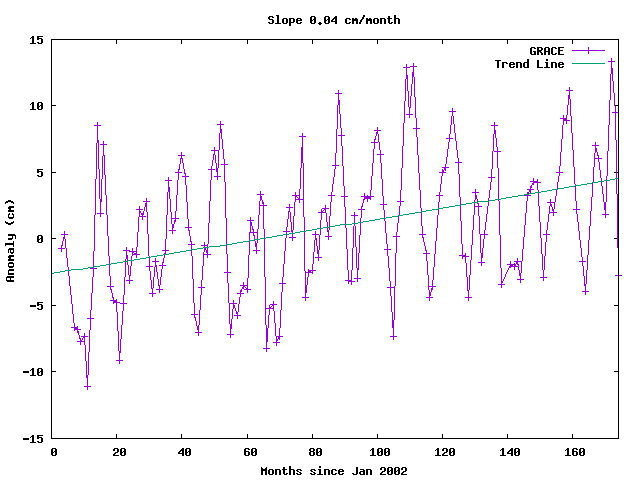 Slope 0.04 cm/month
GRACE
Trend Line
15
10
5
0
-5
-10
-15
Anomaly (cm)
0 20 40 60 80 100 120 140 160
Months since Jan 2002